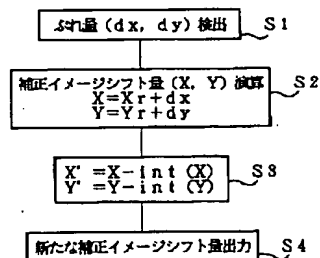 ぶれ量 (dx, dy) 検出
S1
補正イメージシフト量 (X, Y) 演算
X=Xr+dx
Y=Yr+dy
S2
X' =X-int (X)
Y' =Y-int (Y)
S3
新たな補正イメージシフト量出力
S4